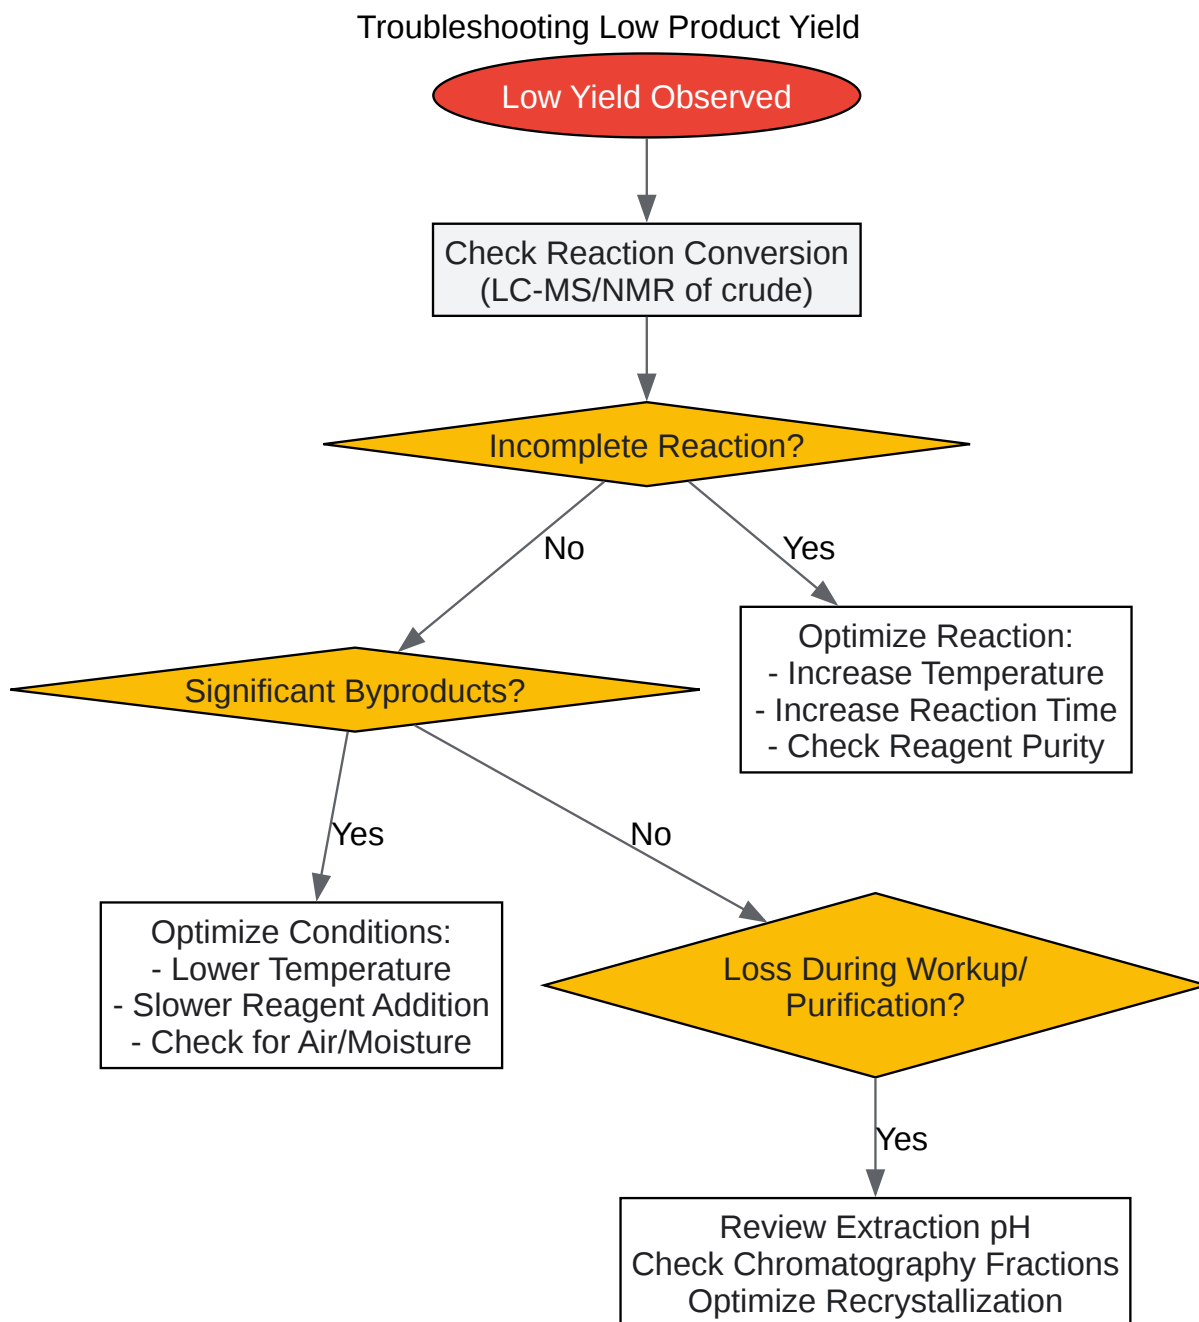 Troubleshooting Low Product Yield
Low Yield Observed
Check Reaction Conversion
(LC-MS/NMR of crude)
Incomplete Reaction?
No
Yes
Optimize Reaction:
- Increase Temperature
- Increase Reaction Time
- Check Reagent Purity
Significant Byproducts?
Yes
No
Optimize Conditions:
- Lower Temperature
- Slower Reagent Addition
- Check for Air/Moisture
Loss During Workup/
Purification?
Yes
Review Extraction pH
Check Chromatography Fractions
Optimize Recrystallization